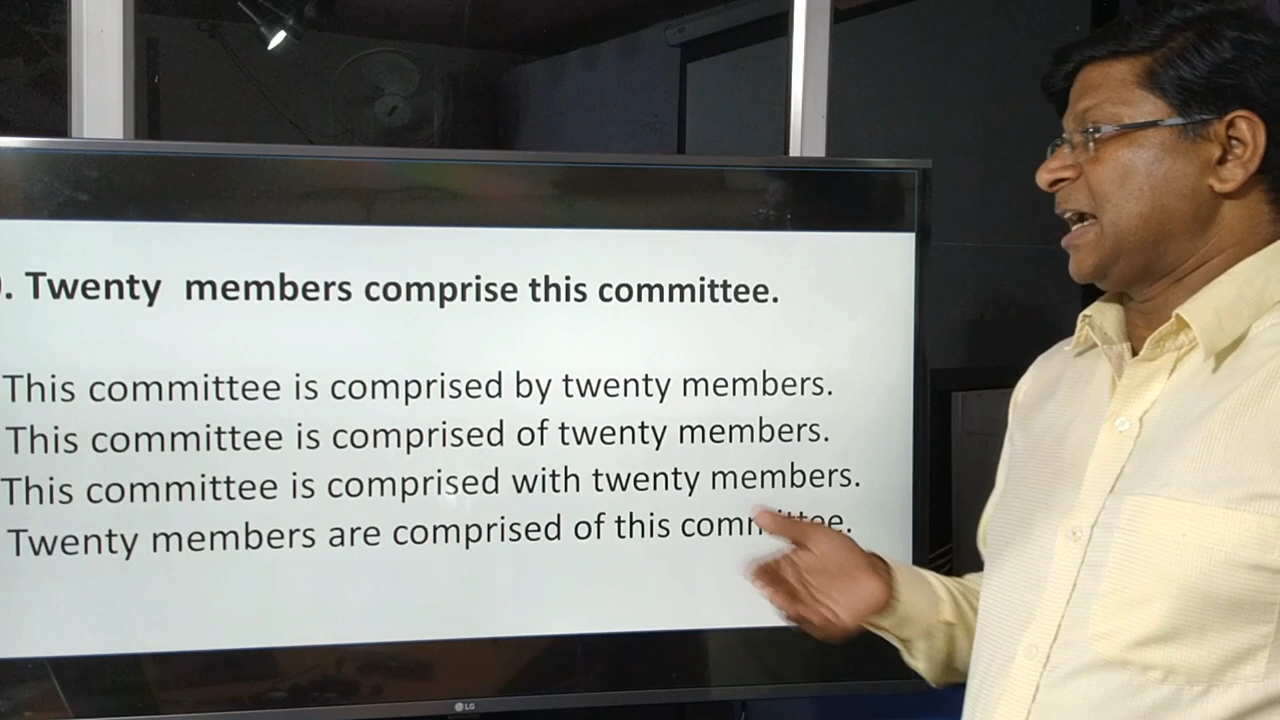 . Twenty members comprise this committee.
This committee is comprised by twenty members.
This committee is comprised of twenty members.
This committee is comprised with twenty members.
Twenty members are comprised of this committee.
LG